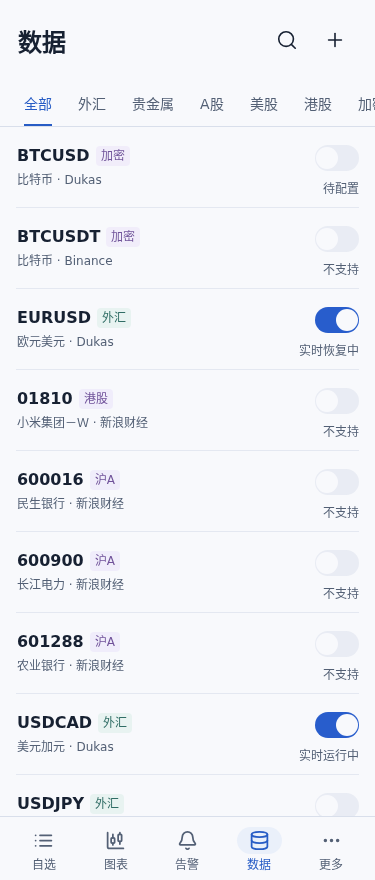 数据
全部 外汇 贵金属 A股 美股 港股
BTCUSD 加密
比特币 · Dukas
待配置
BTCUSDT 加密
比特币 · Binance
不支持
EURUSD 外汇
欧元美元 · Dukas
实时恢复中
01810 港股
小米集团－W · 新浪财经
不支持
600016 沪A
民生银行 · 新浪财经
不支持
600900 沪A
长江电力 · 新浪财经
不支持
601288 沪A
农业银行 · 新浪财经
不支持
USDCAD 外汇
美元加元 · Dukas
实时运行中
USDJPY 外汇
自选 图表 告警 数据 更多